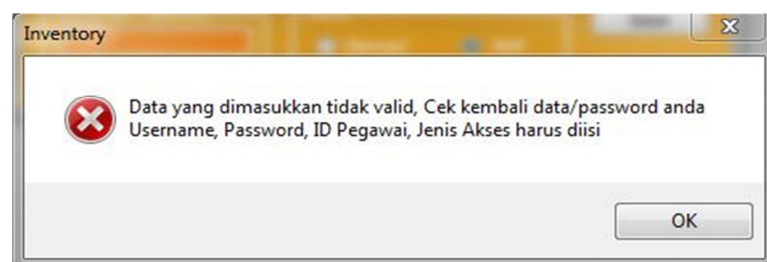 Inventory
Data yang dimasukkan tidak valid, Cek kembali data/password anda
Username, Password, ID Pegawai, Jenis Akses harus diisi
OK